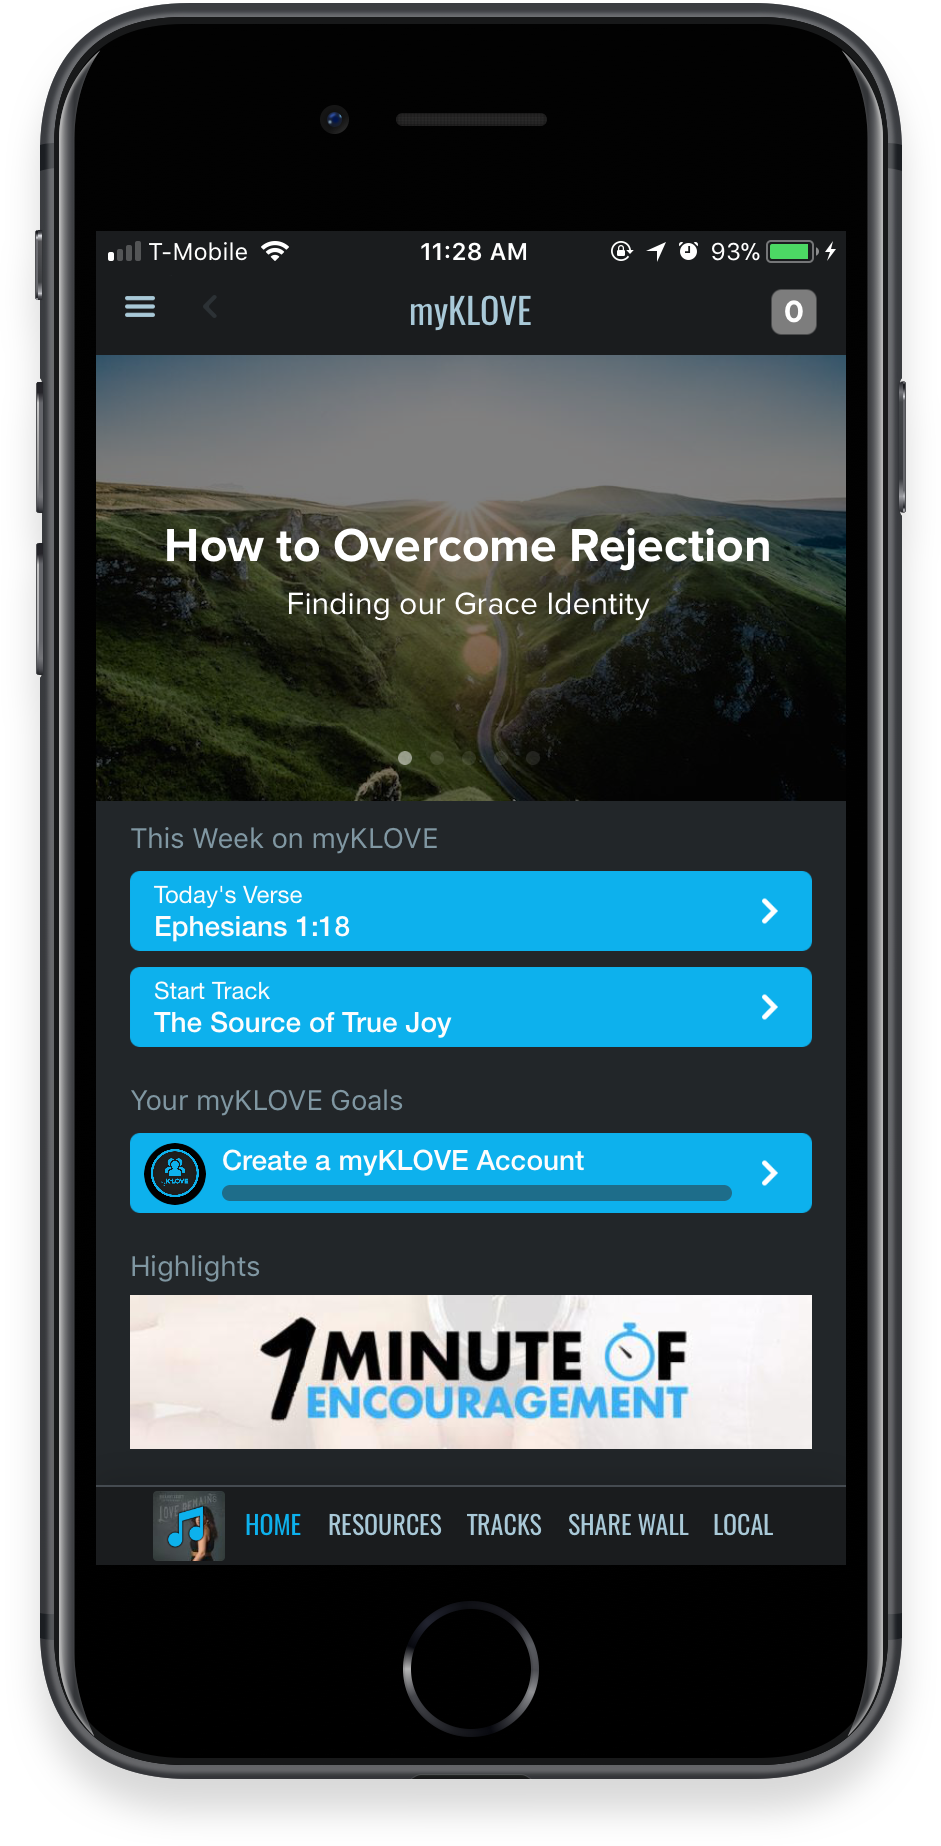 T-Mobile 11:28 AM 93%
myKLOVE 0
How to Overcome Rejection
Finding our Grace Identity
This Week on myKLOVE
Today's Verse
Ephesians 1:18
Start Track
The Source of True Joy
Your myKLOVE Goals
Create a myKLOVE Account
Highlights
1 MINUTE OF
ENCOURAGEMENT
LOVE REMAINS
HOME RESOURCES TRACKS SHARE WALL LOCAL